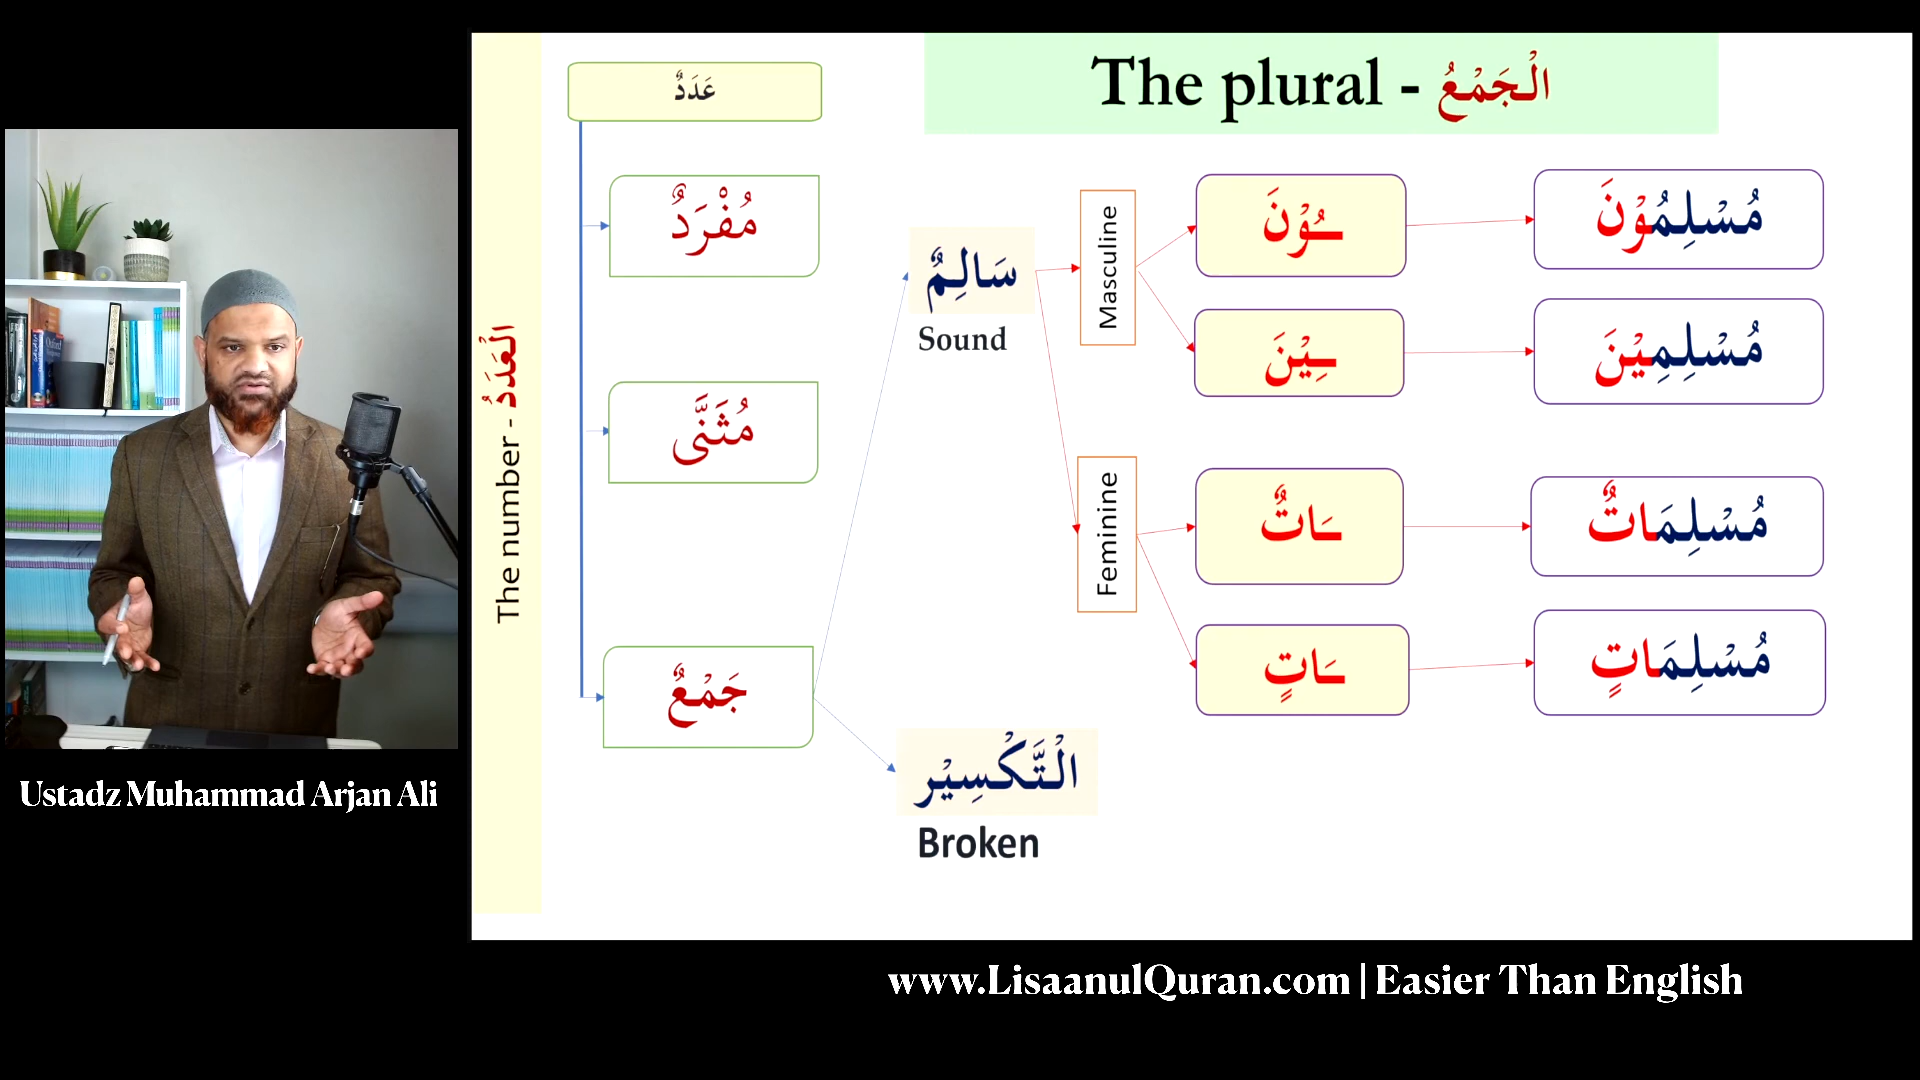 The plural - الْجَمْعُ
The number - الْعَدَدُ
عَدَدٌ
مُفْرَدٌ
مُثَنَّى
جَمْعٌ
سَالِمٌ
Sound
الْتَّكْسِيْر
Broken
Masculine
ـُوْنَ
مُسْلِمُوْنَ
ـِيْنَ
مُسْلِمِيْنَ
Feminine
ـَاتٌ
مُسْلِمَاتٌ
ـَاتٍ
مُسْلِمَاتٍ
Ustadz Muhammad Arjan Ali
www.LisaanulQuran.com | Easier Than English